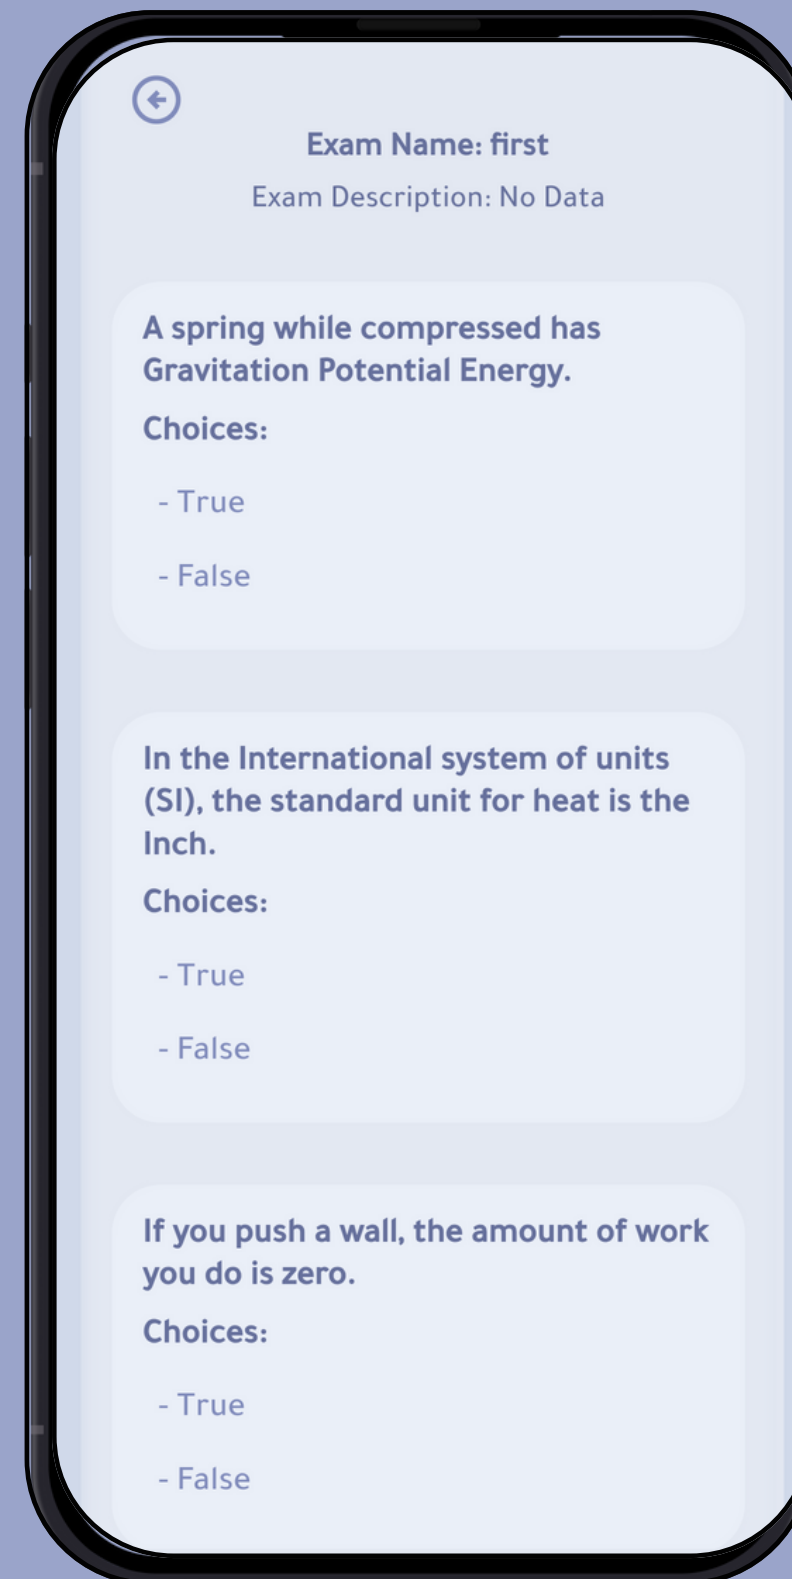 Exam Name: first
Exam Description: No Data
A spring while compressed has
Gravitation Potential Energy.
Choices:
- True
- False
In the International system of units
(SI), the standard unit for heat is the
Inch.
Choices:
- True
- False
If you push a wall, the amount of work
you do is zero.
Choices:
- True
- False